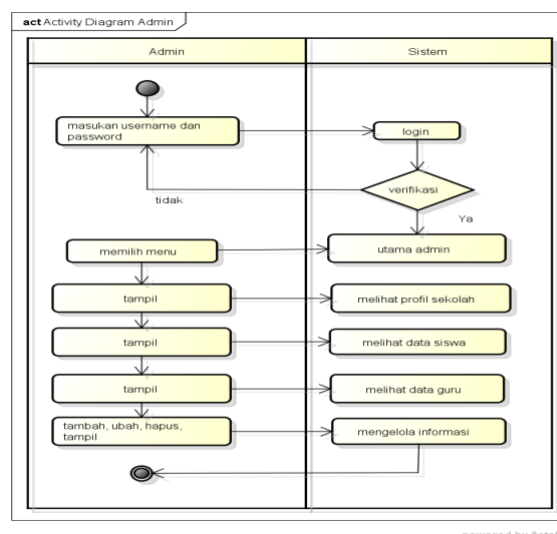 act Activity Diagram Admin
Admin
Sistem
masukan username dan
password
login
verifikasi
tidak
Ya
memilih menu
utama admin
tampil
melihat profil sekolah
tampil
melihat data siswa
tampil
melihat data guru
tambah, ubah, hapus,
tampil
mengelola informasi